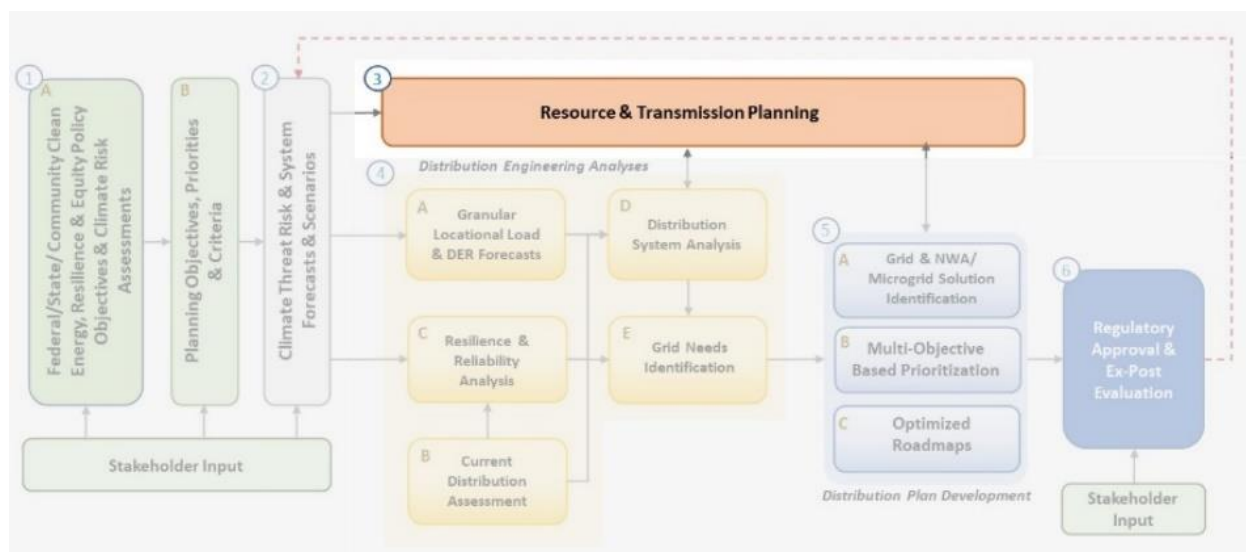 1
A
Federal/State/Community Clean
Energy, Resilience & Equity Policy
Objectives & Climate Risk
Assessments
B
Planning Objectives, Priorities
& Criteria
2
Climate Threat Risk & System
Forecasts & Scenarios
Stakeholder Input
3
Resource & Transmission Planning
4
Distribution Engineering Analyses
A
Granular
Locational Load
& DER Forecasts
C
Resilience &
Reliability
Analysis
B
Current
Distribution
Assessment
D
Distribution
System Analysis
E
Grid Needs
Identification
5
A
Grid & NWA/
Microgrid Solution
Identification
B
Multi-Objective
Based Prioritization
C
Optimized
Roadmaps
Distribution Plan Development
6
Regulatory
Approval &
Ex-Post
Evaluation
Stakeholder
Input